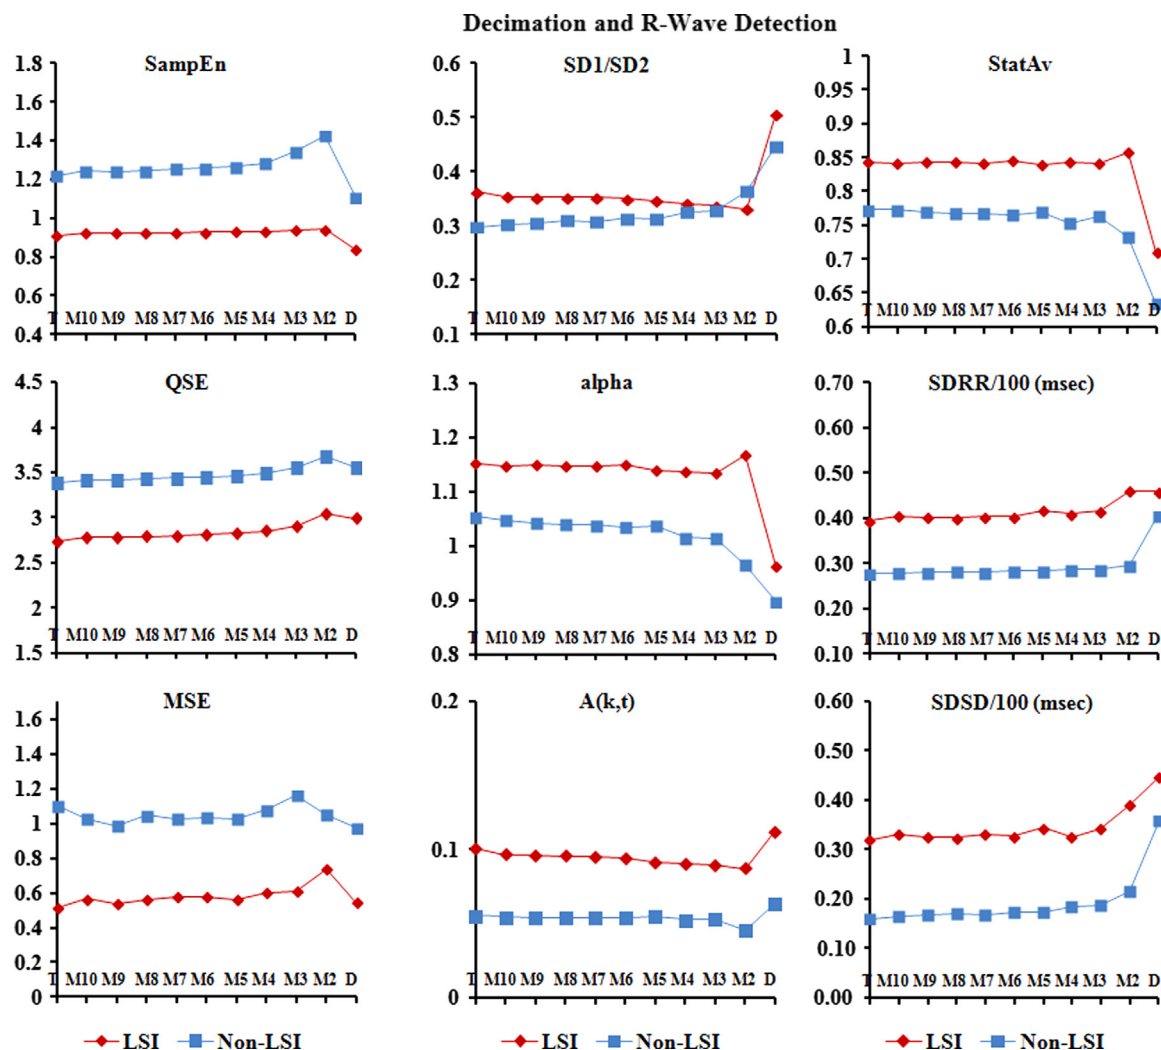 Decimation and R-Wave Detection
SampEn
1.8
1.6
1.4
1.2
1
0.8
0.6
0.4
T M10 M9 M8 M7 M6 M5 M4 M3 M2 D
SD1/SD2
0.6
0.5
0.4
0.3
0.2
0.1
T M10 M9 M8 M7 M6 M5 M4 M3 M2 D
StatAv
1
0.95
0.9
0.85
0.8
0.75
0.7
0.65
0.6
T M10 M9 M8 M7 M6 M5 M4 M3 M2 D
QSE
4.5
4
3.5
3
2.5
2
1.5
T M10 M9 M8 M7 M6 M5 M4 M3 M2 D
alpha
1.3
1.2
1.1
1
0.9
0.8
T M10 M9 M8 M7 M6 M5 M4 M3 M2 D
SDRR/100 (msec)
0.70
0.60
0.50
0.40
0.30
0.20
0.10
T M10 M9 M8 M7 M6 M5 M4 M3 M2 D
MSE
1.6
1.4
1.2
1
0.8
0.6
0.4
0.2
0
T M10 M9 M8 M7 M6 M5 M4 M3 M2 D
A(k,t)
0.2
0.1
0
T M10 M9 M8 M7 M6 M5 M4 M3 M2 D
SDSD/100 (msec)
0.60
0.50
0.40
0.30
0.20
0.10
0.00
T M10 M9 M8 M7 M6 M5 M4 M3 M2 D
LSI Non-LSI
LSI Non-LSI
LSI Non-LSI